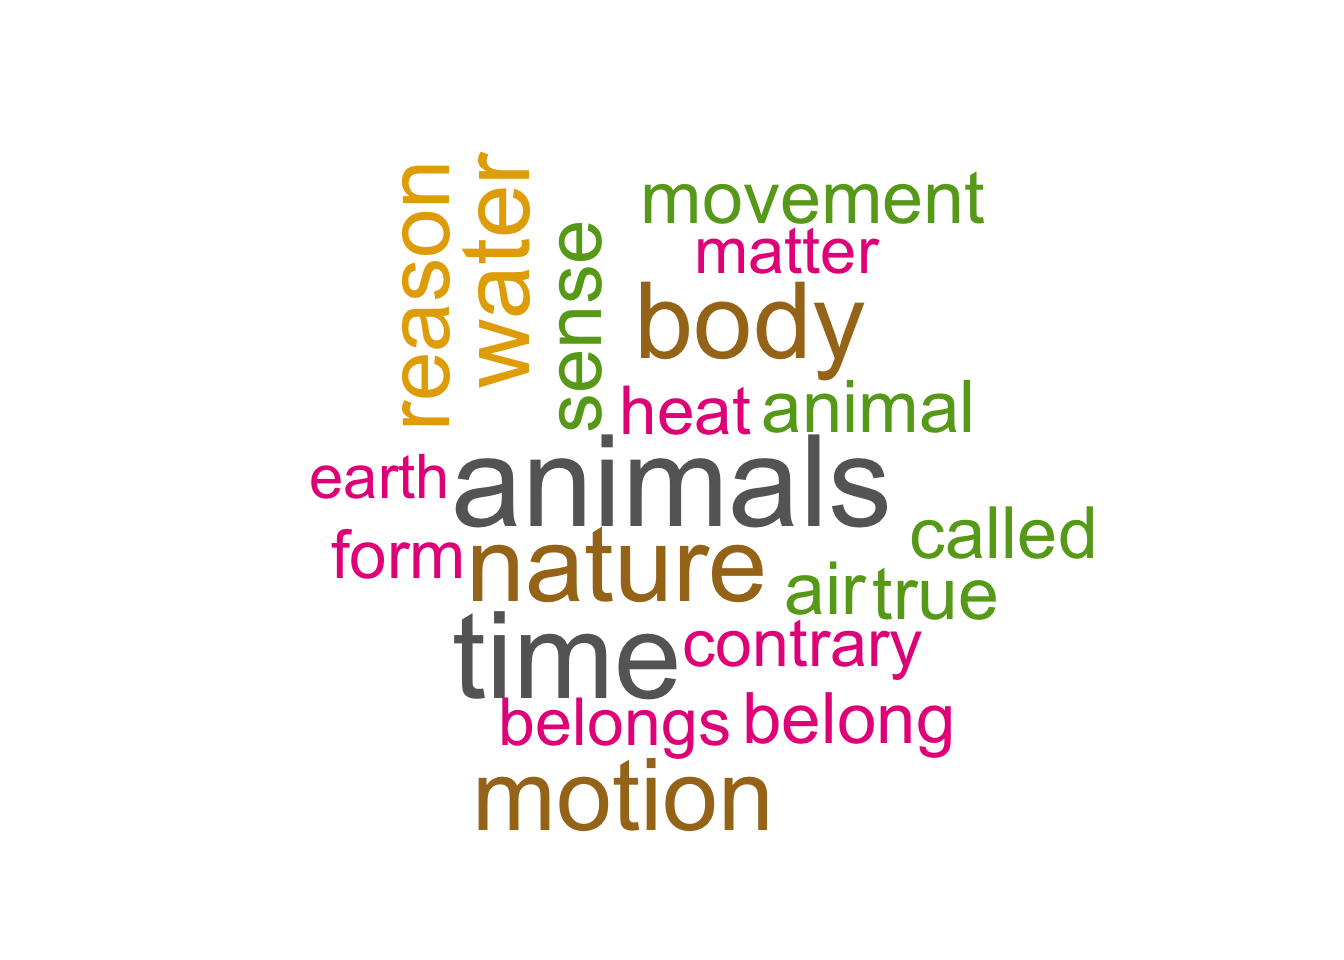 reason
water
sense
movement
matter
body
heat
animal
animals
earth
called
form
nature
air
true
time
contrary
belongs
belong
motion